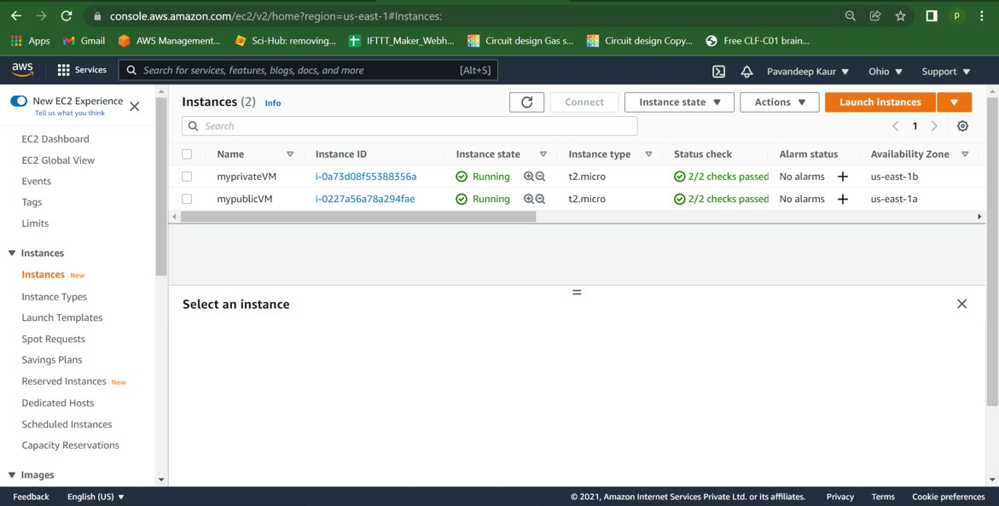 console.aws.amazon.com/ec2/v2/home?region=us-east-1#Instances:
p
Apps Gmail AWS Management... Sci-Hub: removing... IFTTT_Maker_Webh... Circuit design Gas s... Circuit design Copy... Free CLF-C01 brain...
aws Services Search for services, features, blogs, docs, and more [Alt+S] Pavandeep Kaur Ohio Support
New EC2 Experience
Tell us what you think
EC2 Dashboard
EC2 Global View
Events
Tags
Limits
Instances
Instances New
Instance Types
Launch Templates
Spot Requests
Savings Plans
Reserved Instances New
Dedicated Hosts
Scheduled Instances
Capacity Reservations
Images
Instances (2) Info Connect Instance state Actions Launch instances
Search 1
Name Instance ID Instance state Instance type Status check Alarm status Availability Zone
myprivateVM i-0a73d08f55388356a Running t2.micro 2/2 checks passed No alarms + us-east-1b
mypublicVM i-0227a56a78a294fae Running t2.micro 2/2 checks passed No alarms + us-east-1a
Select an instance
Feedback English (US) © 2021, Amazon Internet Services Private Ltd. or its affiliates. Privacy Terms Cookie preferences